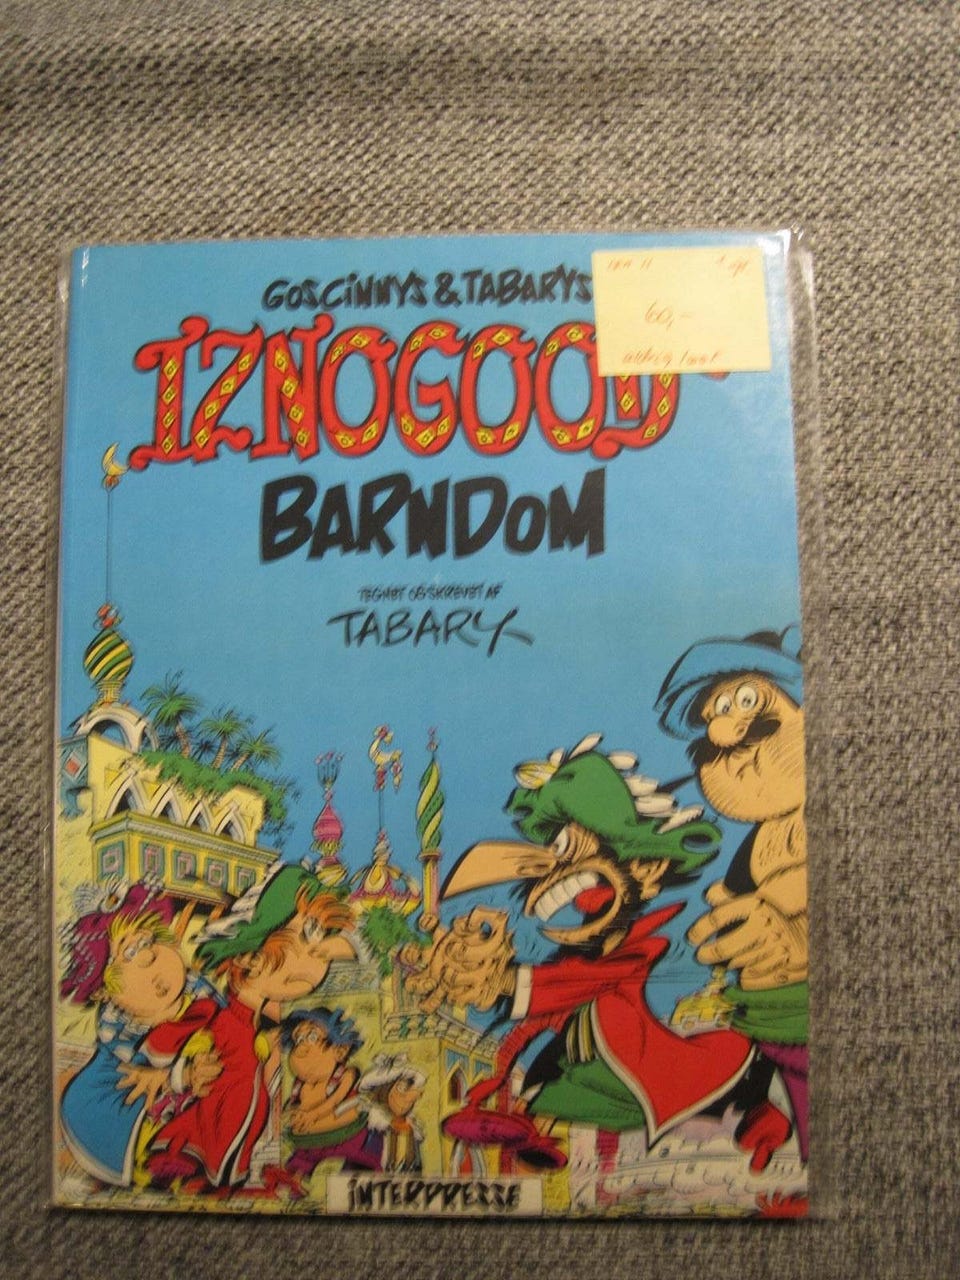 GOSCINNYS & TABARYS
IZNOGOOD
60,-
BARNDOM
TEGNET OG SKREVET AF
TABARY
INTERPRESSE